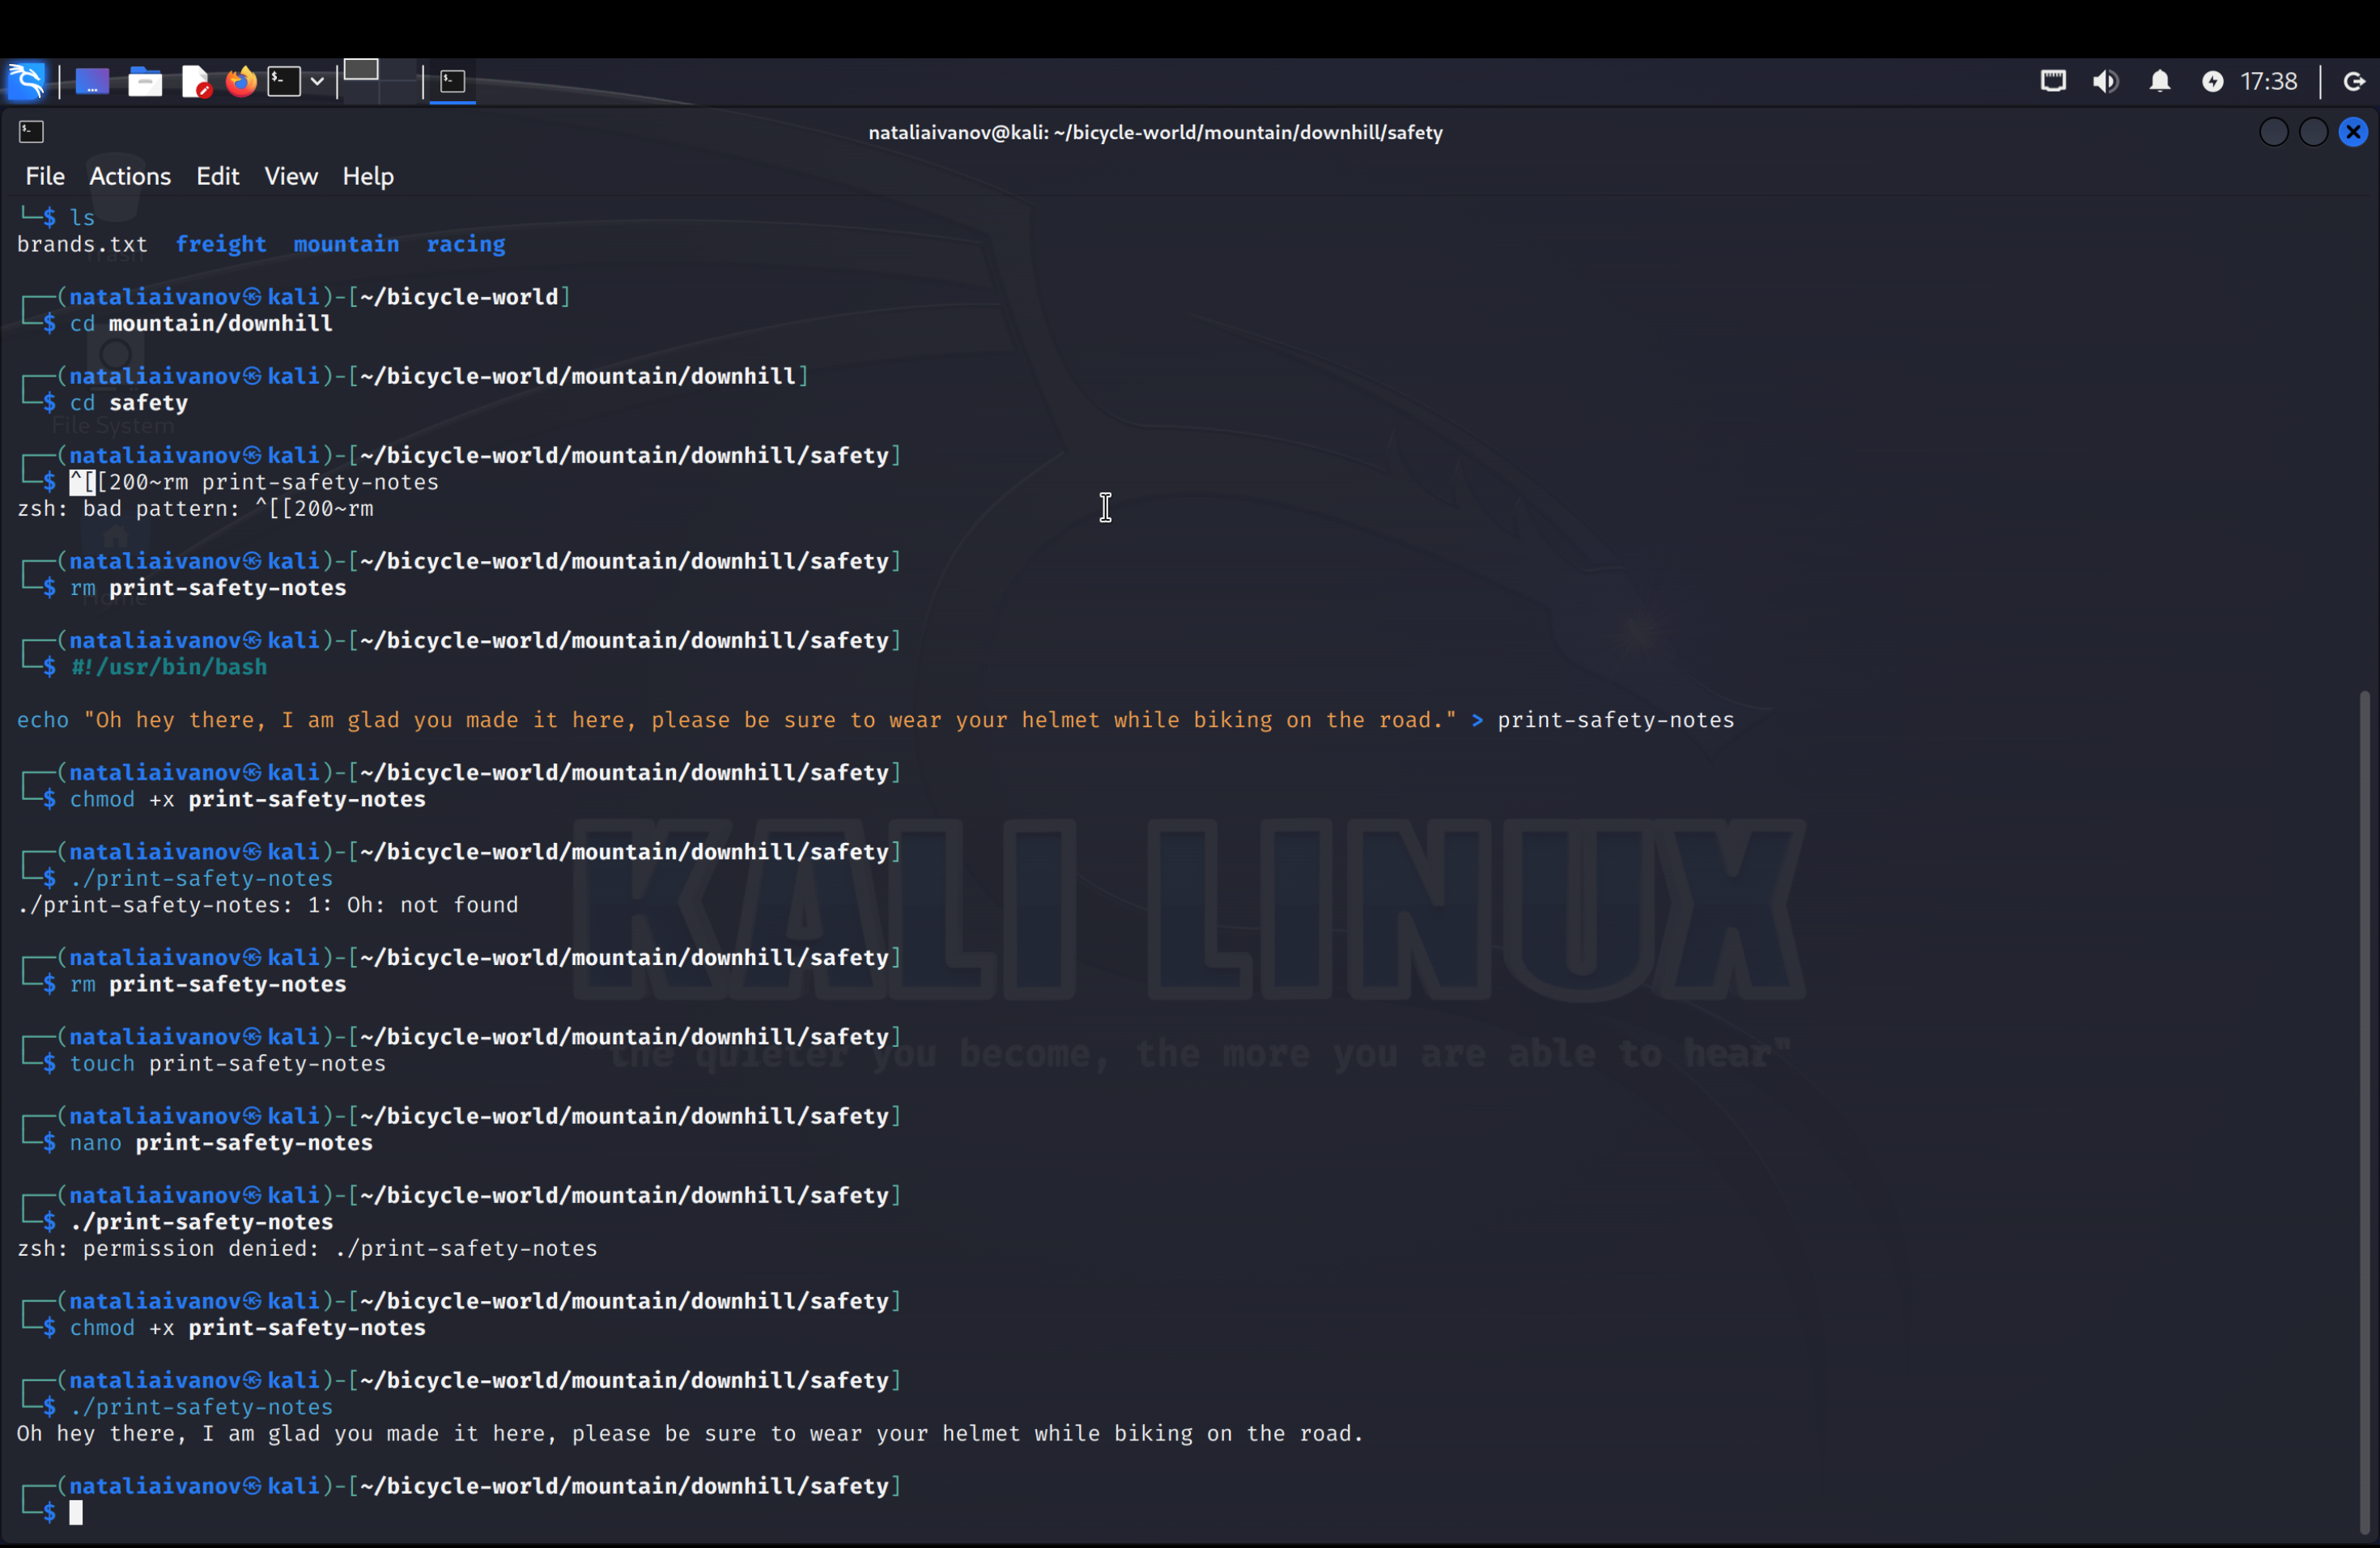 17:38
nataliaivanov@kali: ~/bicycle-world/mountain/downhill/safety
File Actions Edit View Help
└─$ ls
brands.txt freight mountain racing
┌──(nataliaivanov㉿kali)-[~/bicycle-world]
└─$ cd mountain/downhill
┌──(nataliaivanov㉿kali)-[~/bicycle-world/mountain/downhill]
└─$ cd safety
┌──(nataliaivanov㉿kali)-[~/bicycle-world/mountain/downhill/safety]
└─$ ^[[200~rm print-safety-notes
zsh: bad pattern: ^[[200~rm
┌──(nataliaivanov㉿kali)-[~/bicycle-world/mountain/downhill/safety]
└─$ rm print-safety-notes
┌──(nataliaivanov㉿kali)-[~/bicycle-world/mountain/downhill/safety]
└─$ #!/usr/bin/bash
echo "Oh hey there, I am glad you made it here, please be sure to wear your helmet while biking on the road." > print-safety-notes
┌──(nataliaivanov㉿kali)-[~/bicycle-world/mountain/downhill/safety]
└─$ chmod +x print-safety-notes
┌──(nataliaivanov㉿kali)-[~/bicycle-world/mountain/downhill/safety]
└─$ ./print-safety-notes
./print-safety-notes: 1: Oh: not found
┌──(nataliaivanov㉿kali)-[~/bicycle-world/mountain/downhill/safety]
└─$ rm print-safety-notes
┌──(nataliaivanov㉿kali)-[~/bicycle-world/mountain/downhill/safety]
└─$ touch print-safety-notes
┌──(nataliaivanov㉿kali)-[~/bicycle-world/mountain/downhill/safety]
└─$ nano print-safety-notes
┌──(nataliaivanov㉿kali)-[~/bicycle-world/mountain/downhill/safety]
└─$ ./print-safety-notes
zsh: permission denied: ./print-safety-notes
┌──(nataliaivanov㉿kali)-[~/bicycle-world/mountain/downhill/safety]
└─$ chmod +x print-safety-notes
┌──(nataliaivanov㉿kali)-[~/bicycle-world/mountain/downhill/safety]
└─$ ./print-safety-notes
Oh hey there, I am glad you made it here, please be sure to wear your helmet while biking on the road.
┌──(nataliaivanov㉿kali)-[~/bicycle-world/mountain/downhill/safety]
└─$
Trash
File System
Home
KALI LINUX
the quieter you become, the more you are able to hear"